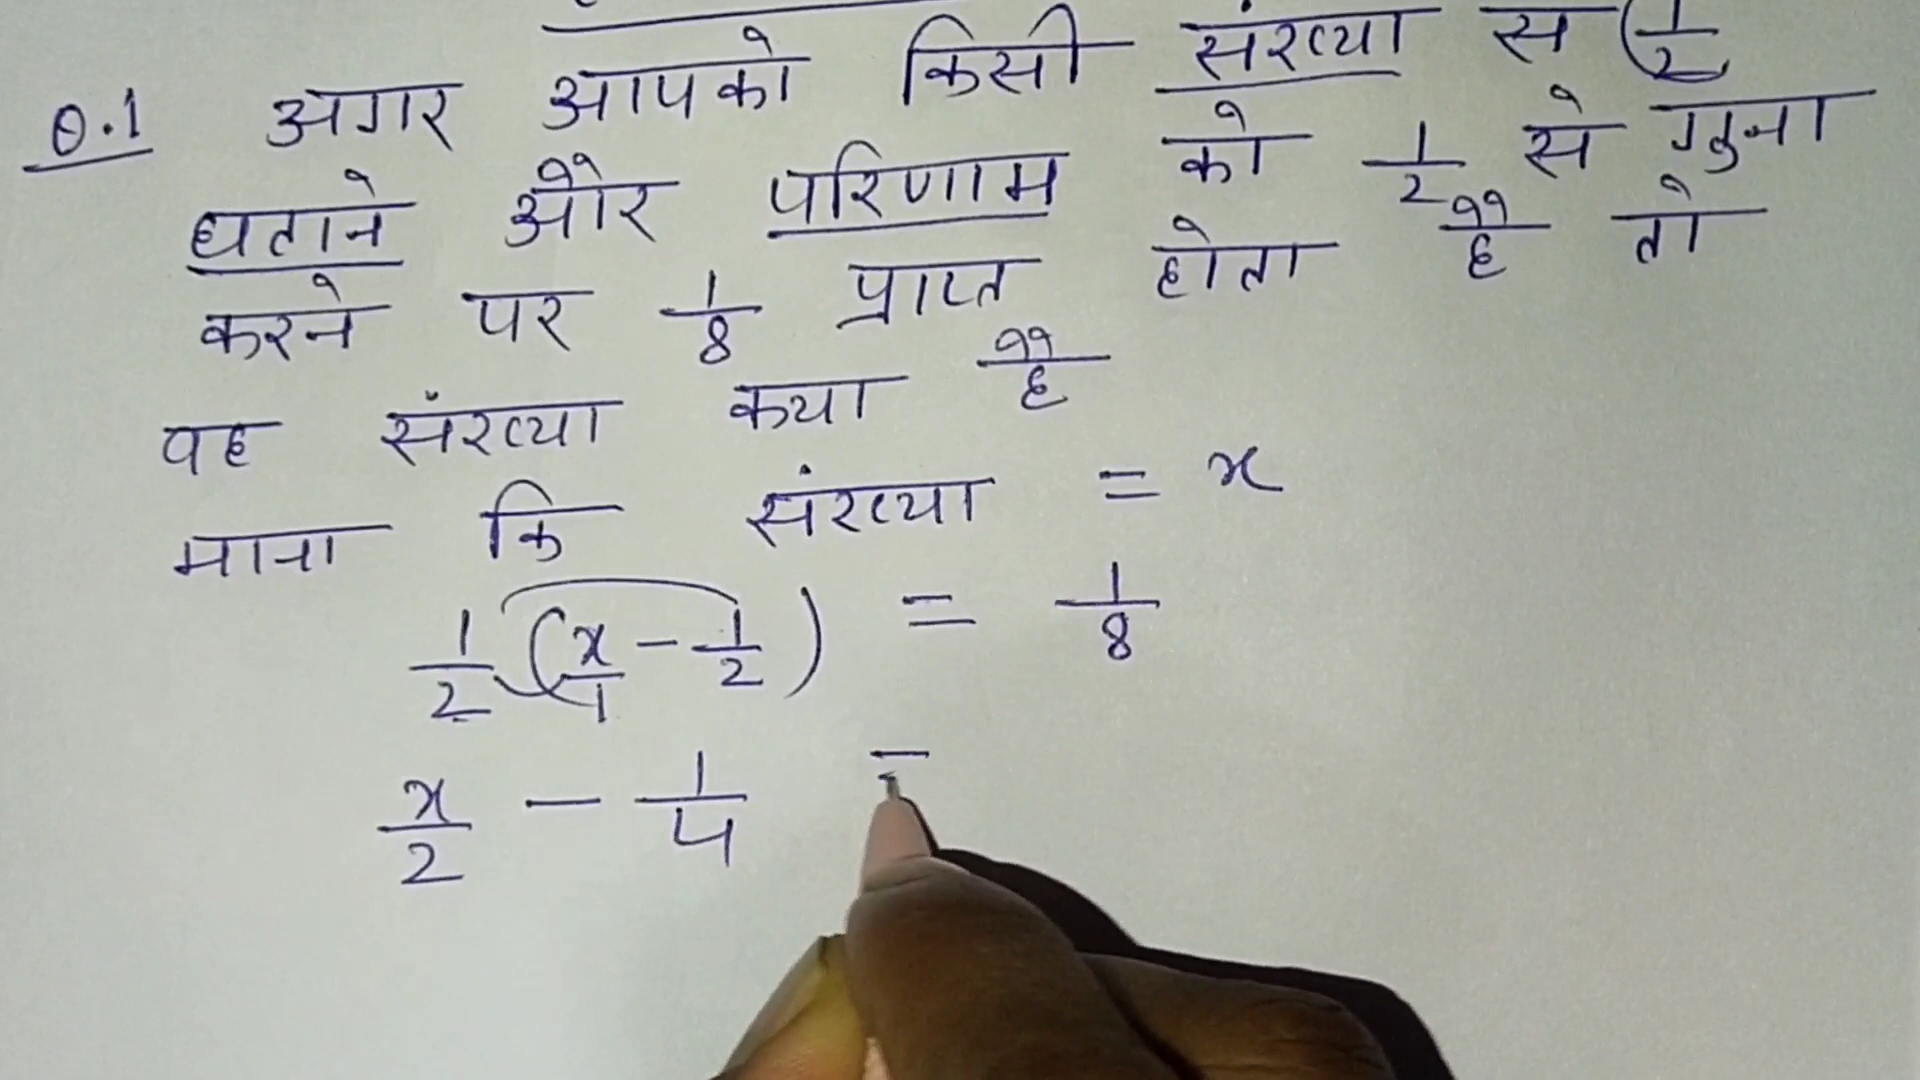 Q.1 अगर आपको किसी संख्या से 1/2
घटाने और परिणाम को 1/2 से गुना
करने पर 1/8 प्राप्त होता है तो
वह संख्या क्या है
माना कि संख्या = x
1/2 (x/1 - 1/2) = 1/8
x/2 - 1/4 =